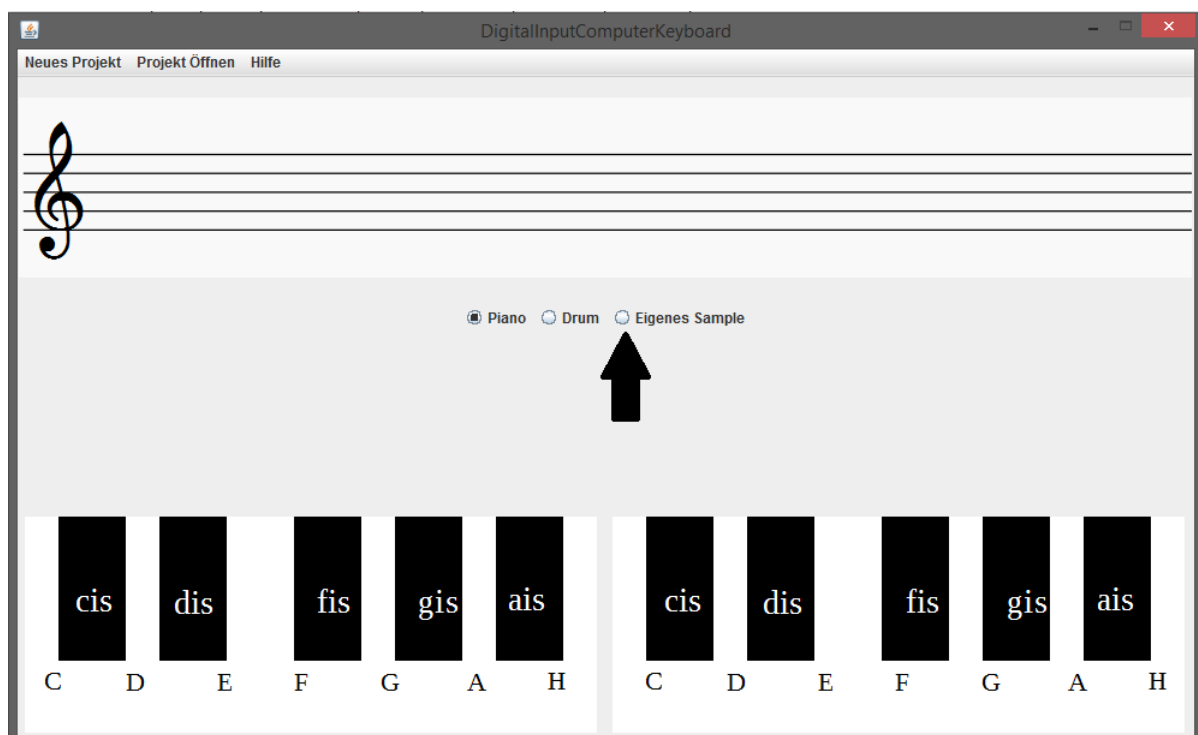 DigitalInputComputerKeyboard
Neues Projekt Projekt Öffnen Hilfe
Piano Drum Eigenes Sample
cis dis fis gis ais cis dis fis gis ais
C D E F G A H C D E F G A H